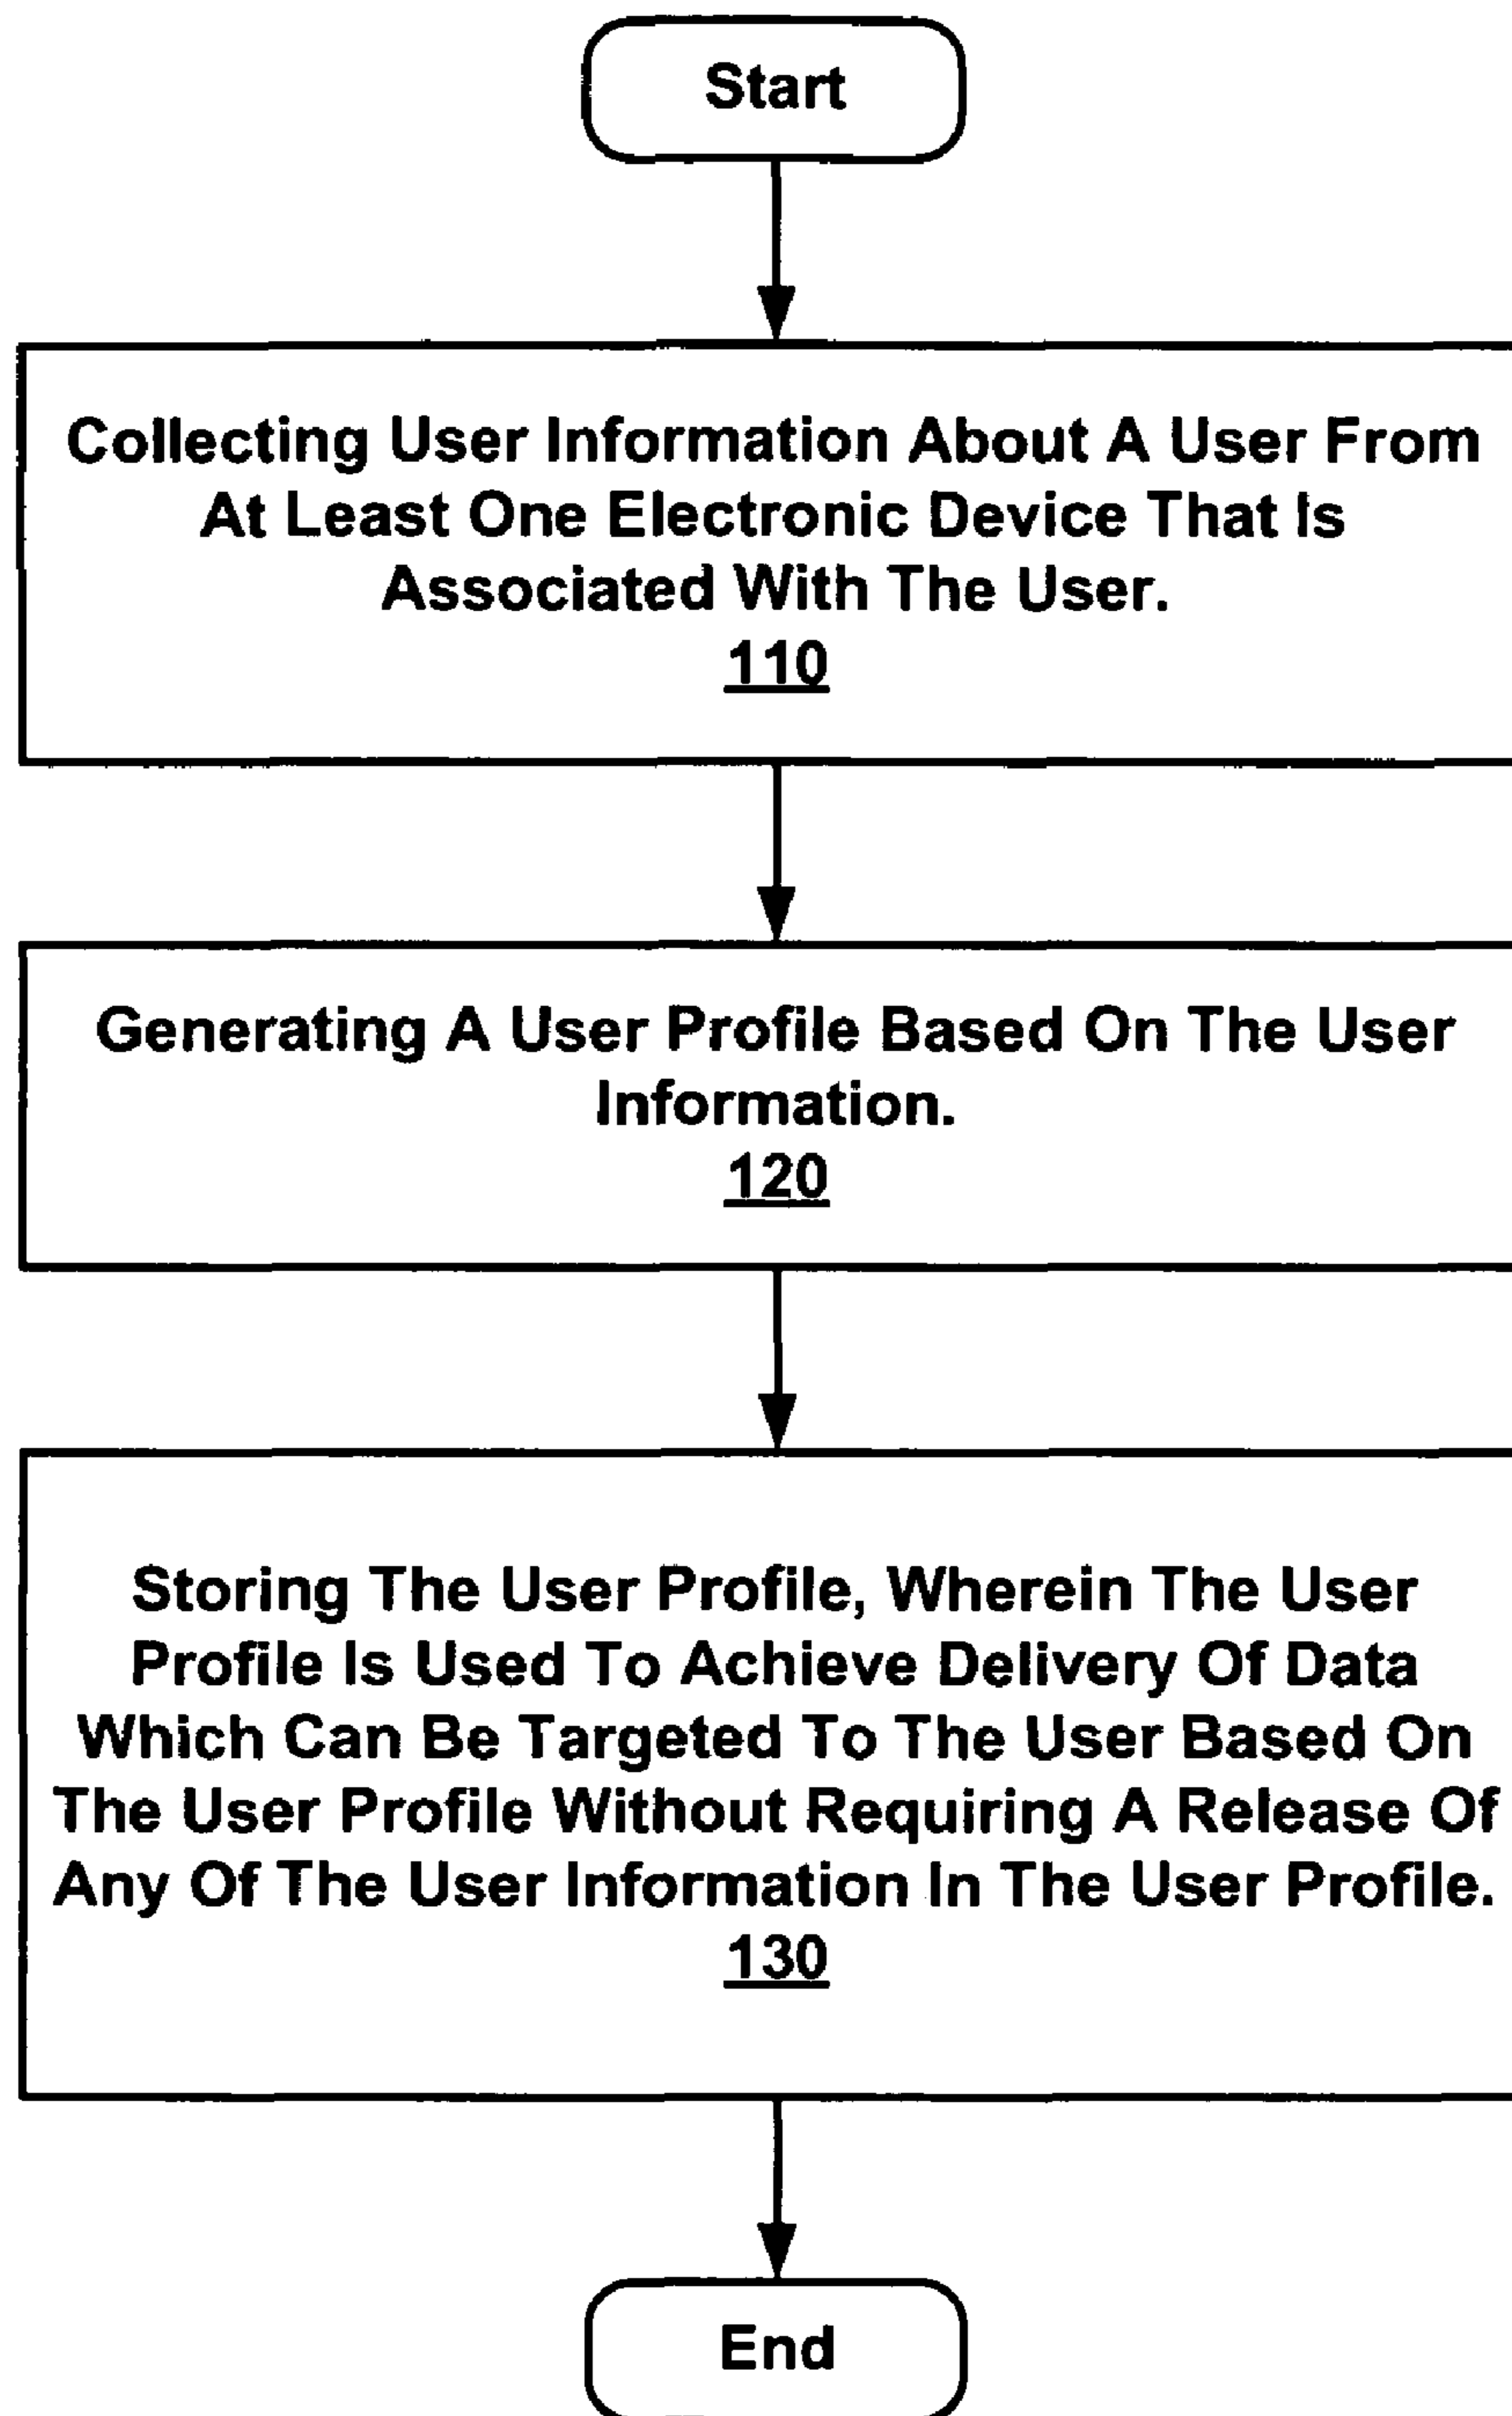 Start
Collecting User Information About A User From
At Least One Electronic Device That Is
Associated With The User.
110
Generating A User Profile Based On The User
Information.
120
Storing The User Profile, Wherein The User
Profile Is Used To Achieve Delivery Of Data
Which Can Be Targeted To The User Based On
The User Profile Without Requiring A Release Of
Any Of The User Information In The User Profile.
130
End